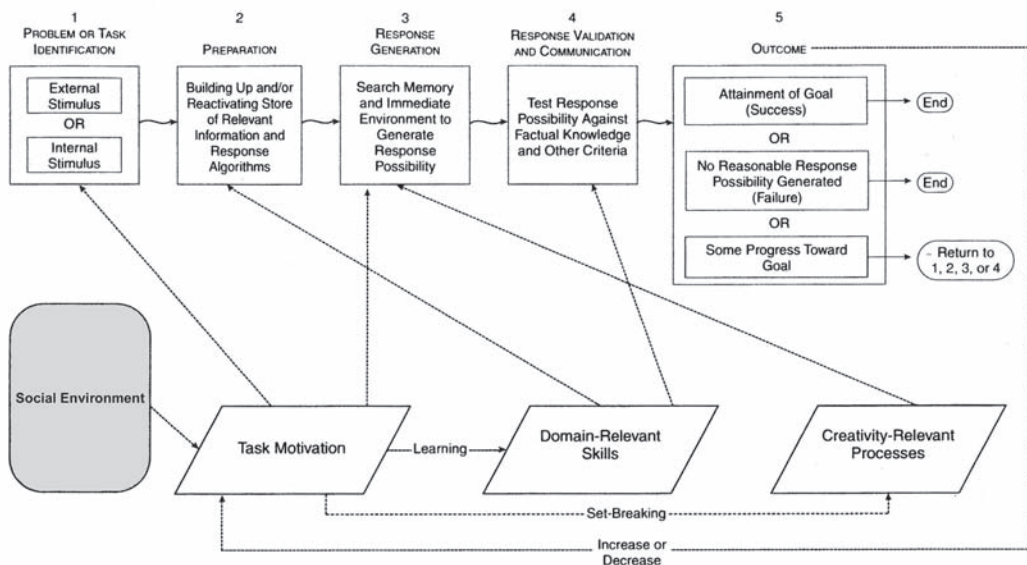 1
PROBLEM OR TASK
IDENTIFICATION
External
Stimulus
OR
Internal
Stimulus
2
PREPARATION
Building Up and/or
Reactivating Store
of Relevant
Information and
Response
Algorithms
3
RESPONSE
GENERATION
Search Memory
and Immediate
Environment to
Generate
Response
Possibility
4
RESPONSE VALIDATION
AND COMMUNICATION
Test Response
Possibility Against
Factual Knowledge
and Other Criteria
5
OUTCOME
Attainment of Goal
(Success)
End
OR
No Reasonable Response
Possibility Generated
(Failure)
End
OR
Some Progress Toward
Goal
Return to
1, 2, 3, or 4
Social Environment
Task Motivation
Learning
Domain-Relevant
Skills
Creativity-Relevant
Processes
Set-Breaking
Increase or
Decrease